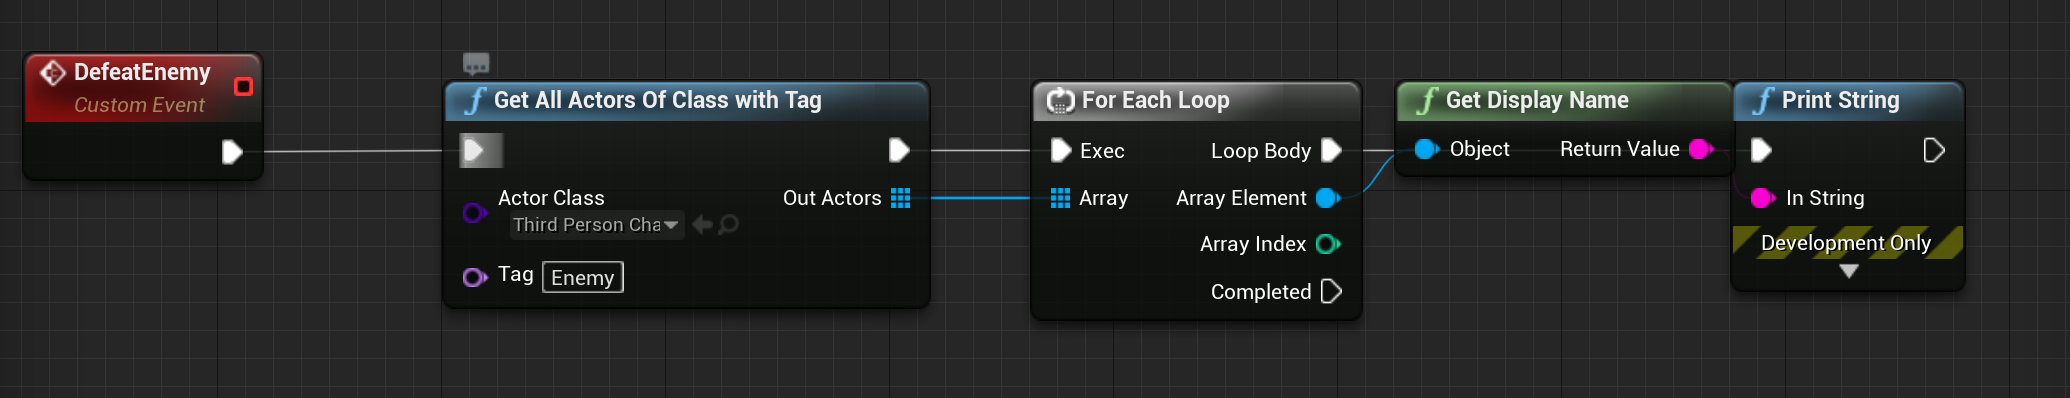 DefeatEnemy
Custom Event
Get All Actors Of Class with Tag
Actor Class
Third Person Cha
Tag Enemy
Out Actors
For Each Loop
Exec
Array
Loop Body
Array Element
Array Index
Completed
Get Display Name
Object
Return Value
Print String
In String
Development Only